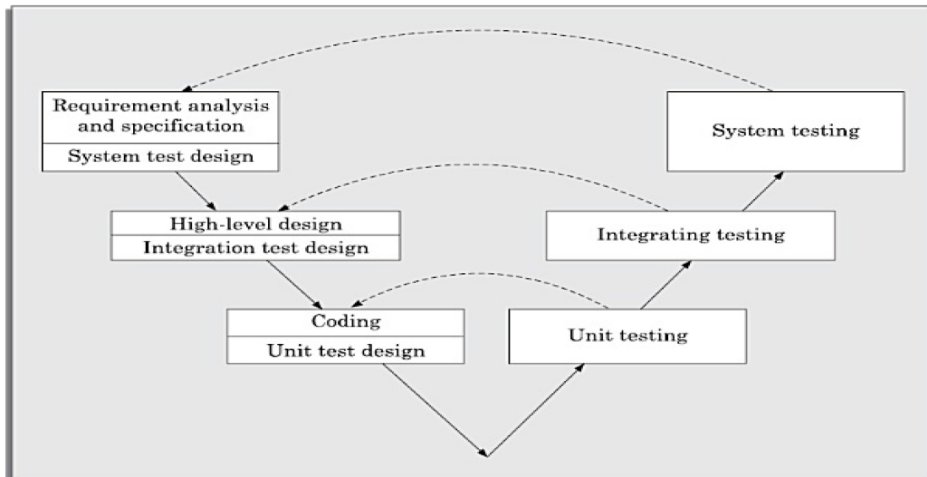 Requirement analysis
and specification
System test design
System testing
High-level design
Integration test design
Integrating testing
Coding
Unit test design
Unit testing